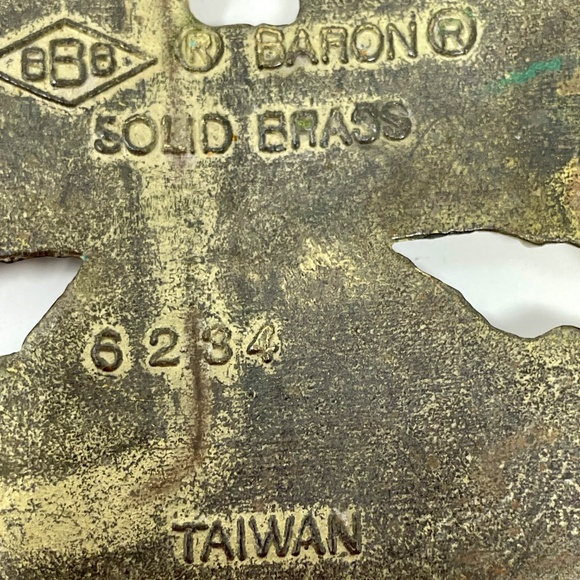 BBB ® BARON ®
SOLID BRASS
6234
TAIWAN